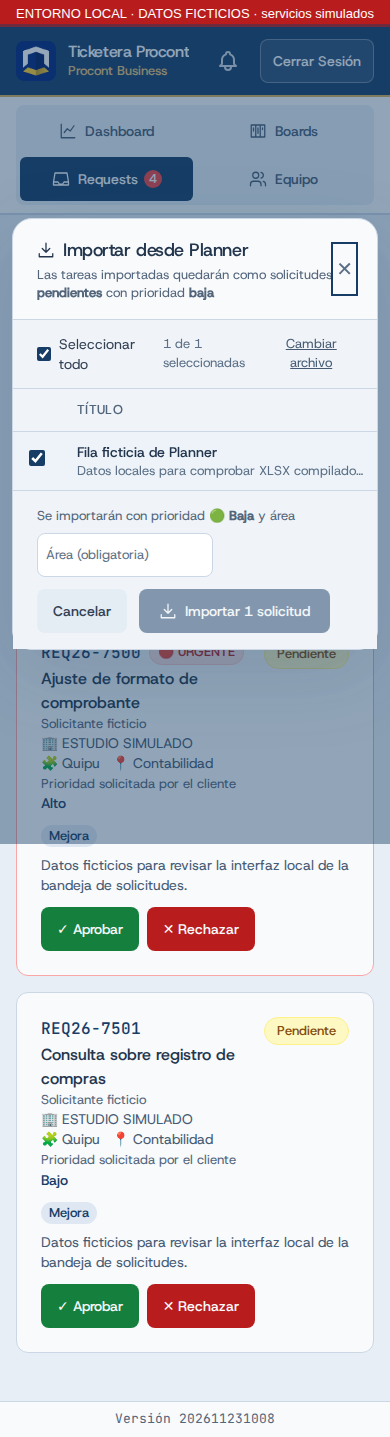 ENTORNO LOCAL · DATOS FICTICIOS · servicios simulados
Ticketera Procont
Procont Business
Cerrar Sesión
Dashboard
Boards
Requests 4
Equipo
Importar desde Planner
Las tareas importadas quedarán como solicitudes
pendientes con prioridad baja
✕
Seleccionar
todo
1 de 1
seleccionadas
Cambiar
archivo
TÍTULO
Fila ficticia de Planner
Datos locales para comprobar XLSX compilado…
Se importarán con prioridad 🟢 Baja y área
Área (obligatoria)
Cancelar
Importar 1 solicitud
REQ26-7500
🔴 URGENTE
Pendiente
Ajuste de formato de
comprobante
Solicitante ficticio
🏢 ESTUDIO SIMULADO
🧩 Quipu 📍 Contabilidad
Prioridad solicitada por el cliente
Alto
Mejora
Datos ficticios para revisar la interfaz local de la
bandeja de solicitudes.
✓ Aprobar
✕ Rechazar
REQ26-7501
Pendiente
Consulta sobre registro de
compras
Solicitante ficticio
🏢 ESTUDIO SIMULADO
🧩 Quipu 📍 Contabilidad
Prioridad solicitada por el cliente
Bajo
Mejora
Datos ficticios para revisar la interfaz local de la
bandeja de solicitudes.
✓ Aprobar
✕ Rechazar
Versión 202611231008